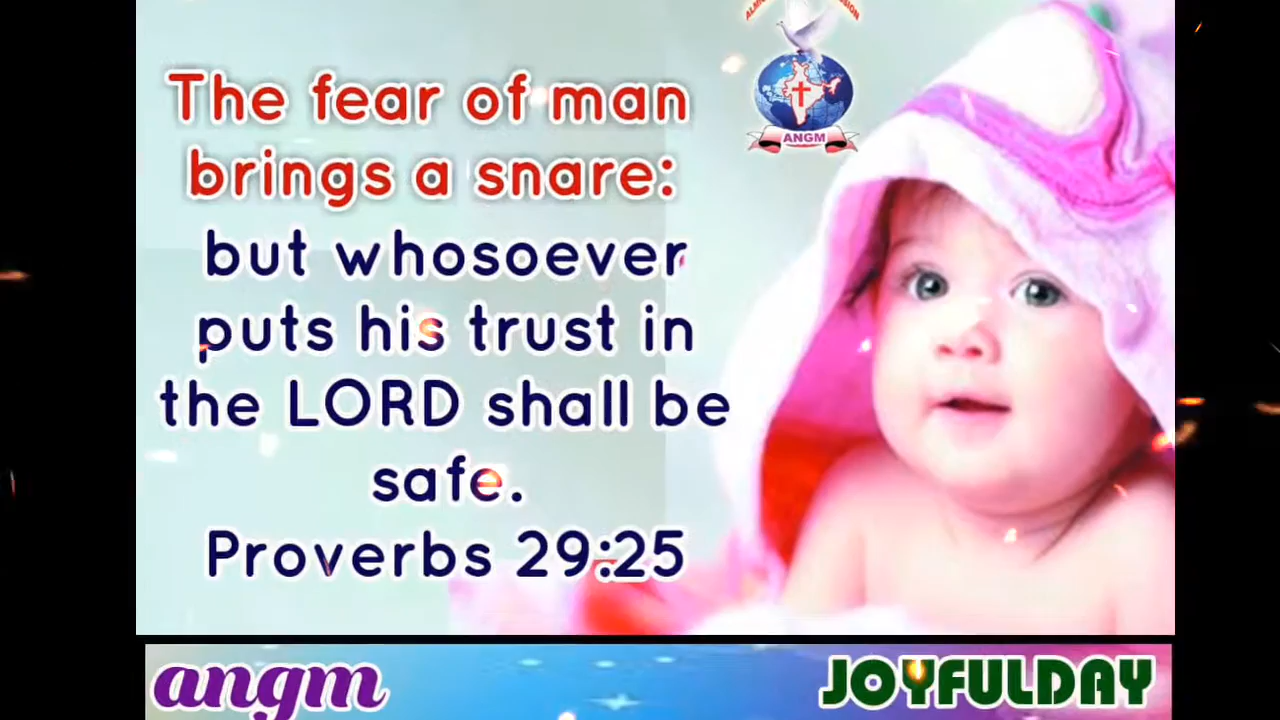 The fear of man
brings a snare:
but whosoever
puts his trust in
the LORD shall be
safe.
Proverbs 29:25
ANGM
angm
JOYFULDAY